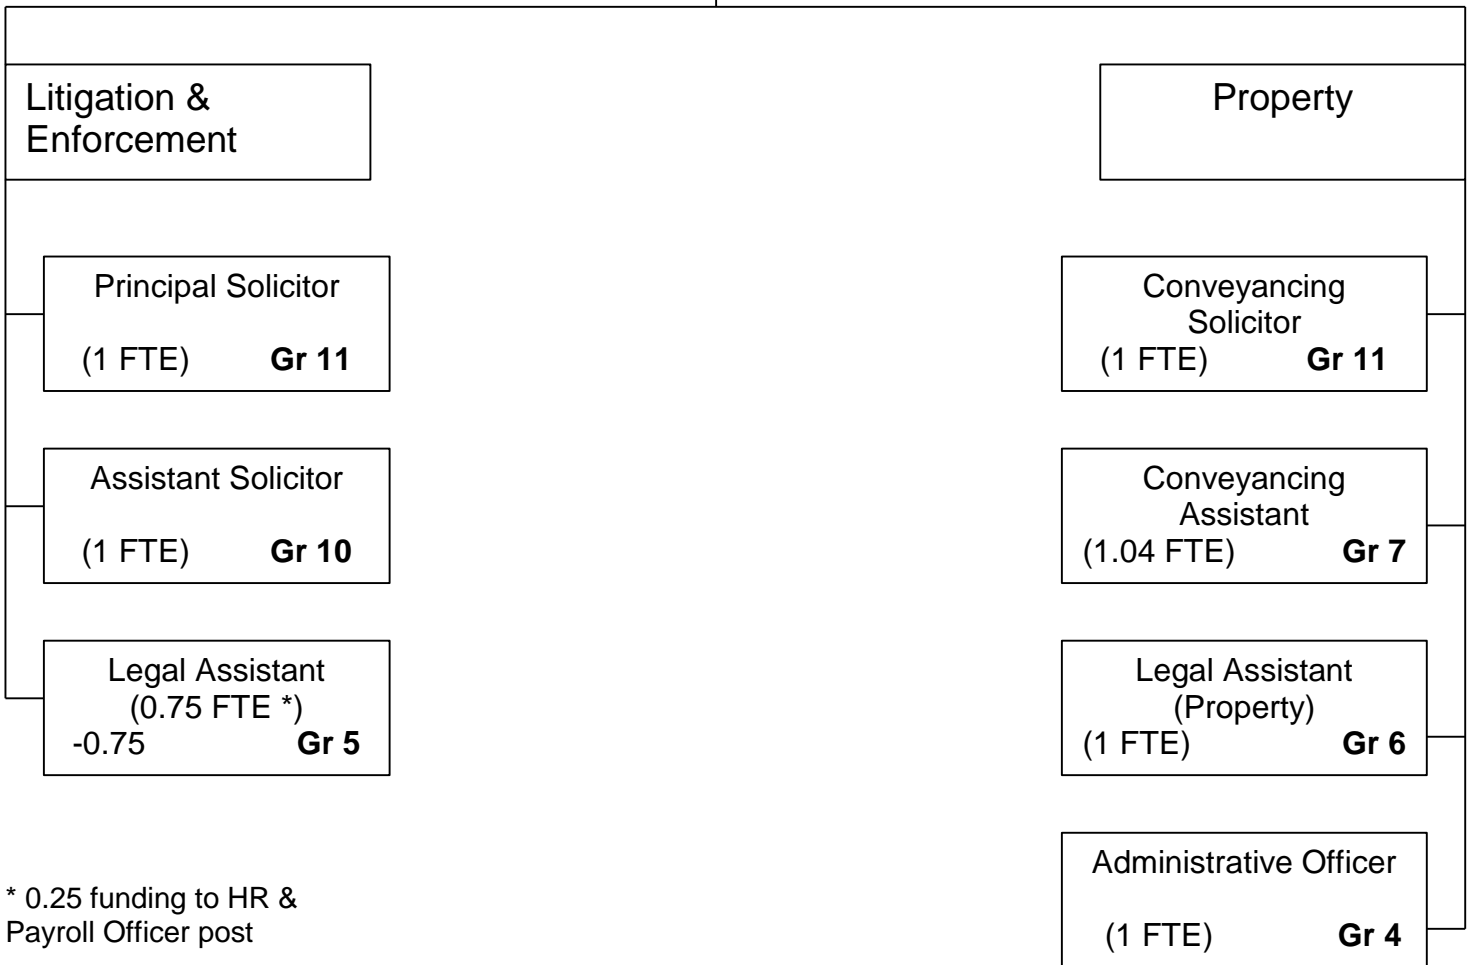 Litigation &
Enforcement
Principal Solicitor
(1 FTE) Gr 11
Assistant Solicitor
(1 FTE) Gr 10
Legal Assistant
(0.75 FTE *)
-0.75 Gr 5
* 0.25 funding to HR &
Payroll Officer post
Property
Conveyancing
Solicitor
(1 FTE) Gr 11
Conveyancing
Assistant
(1.04 FTE) Gr 7
Legal Assistant
(Property)
(1 FTE) Gr 6
Administrative Officer
(1 FTE) Gr 4